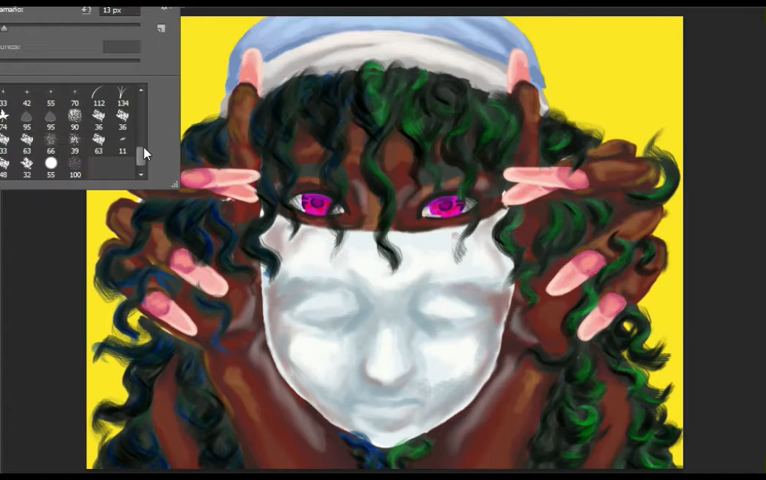 Tamaño: 13 px
33 42 55 70 112 134
74 95 95 90 36 36
33 63 66 39 63 11
48 32 55 100